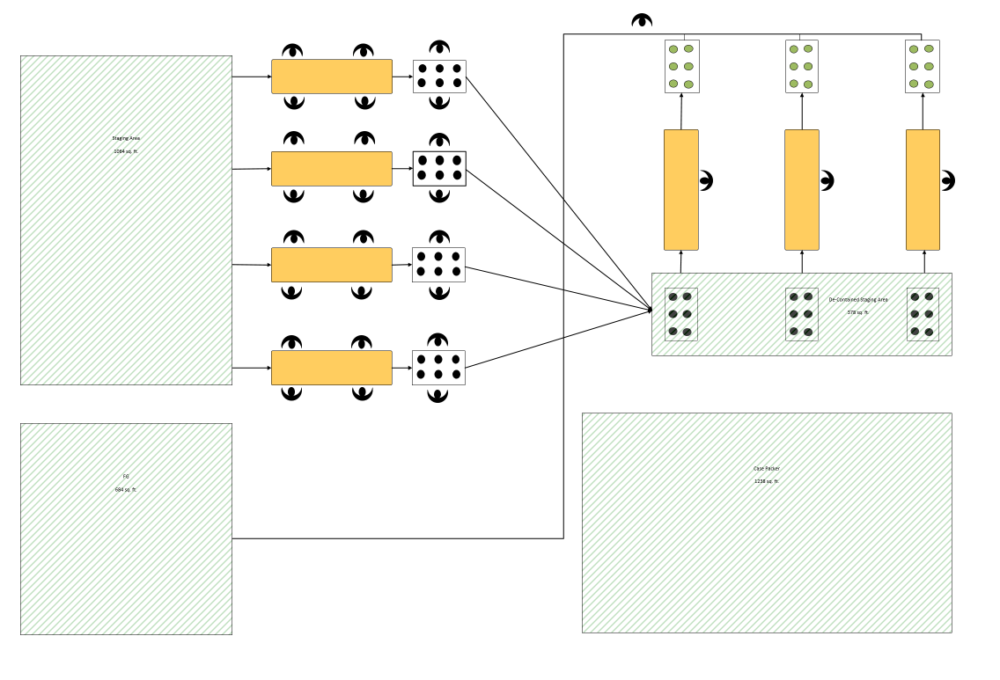 Staging Area
1064 sq. ft.
De-Contained Staging Area
378 sq. ft.
FG
684 sq. ft.
Case Packer
1238 sq. ft.